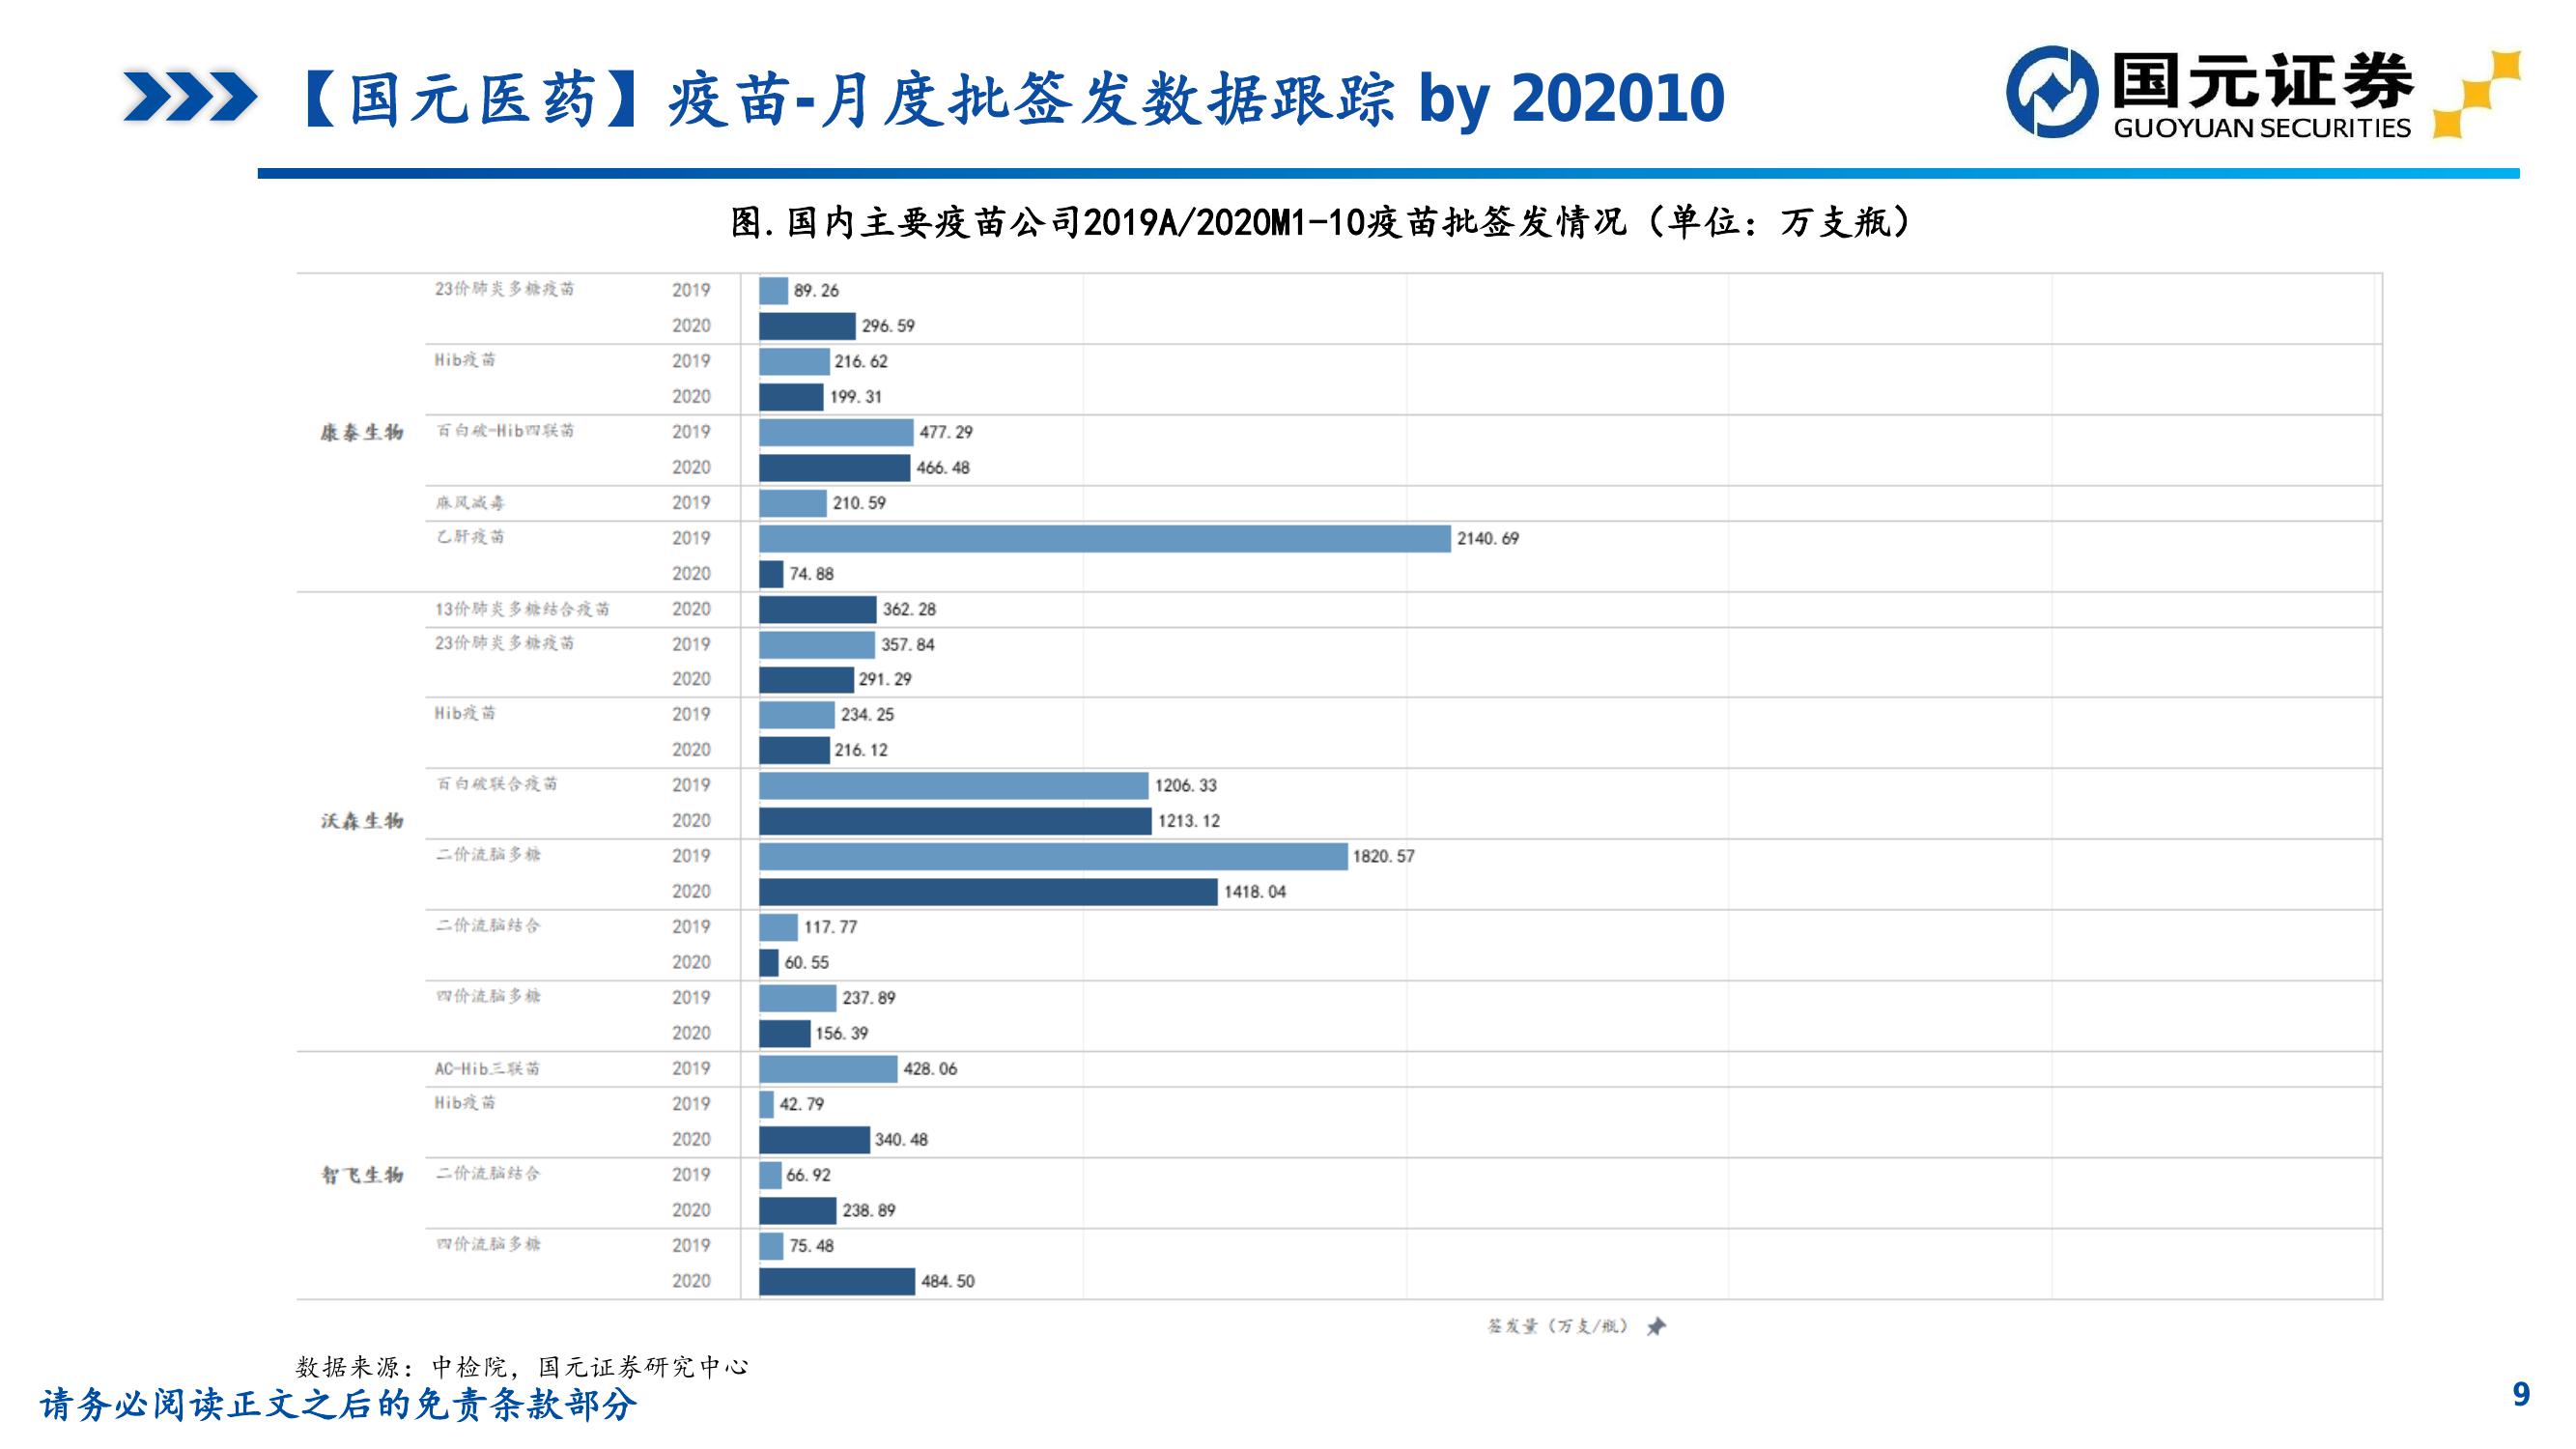 【国元医药】疫苗-月度批签发数据跟踪 by 202010
国元证券
GUOYUAN SECURITIES
图. 国内主要疫苗公司2019A/2020M1-10疫苗批签发情况（单位：万支瓶）
康泰生物
23价肺炎多糖疫苗 2019 89.26
2020 296.59
Hib疫苗 2019 216.62
2020 199.31
百白破-Hib四联苗 2019 477.29
2020 466.48
麻风减毒 2019 210.59
乙肝疫苗 2019 2140.69
2020 74.88
沃森生物
13价肺炎多糖结合疫苗 2020 362.28
23价肺炎多糖疫苗 2019 357.84
2020 291.29
Hib疫苗 2019 234.25
2020 216.12
百白破联合疫苗 2019 1206.33
2020 1213.12
二价流脑多糖 2019 1820.57
2020 1418.04
二价流脑结合 2019 117.77
2020 60.55
四价流脑多糖 2019 237.89
2020 156.39
智飞生物
AC-Hib三联苗 2019 428.06
Hib疫苗 2019 42.79
2020 340.48
二价流脑结合 2019 66.92
2020 238.89
四价流脑多糖 2019 75.48
2020 484.50
签发量（万支/瓶）
数据来源：中检院，国元证券研究中心
请务必阅读正文之后的免责条款部分
9